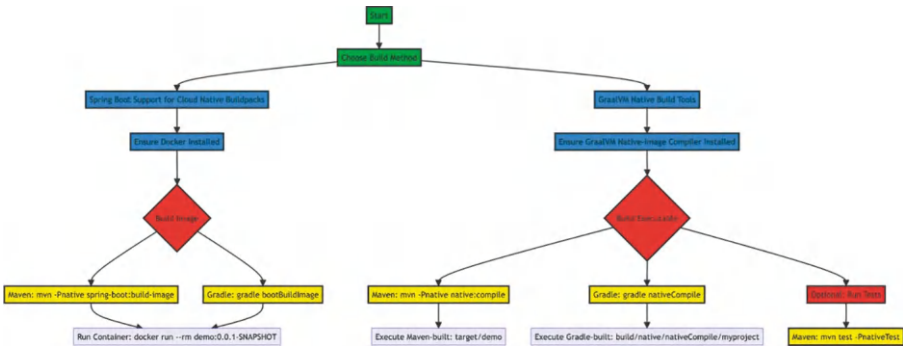 Start
Choose Build Method
Spring Boot Support for Cloud Native Buildpacks
GraalVM Native Build Tools
Ensure Docker Installed
Ensure GraalVM Native-Image Compiler Installed
Build Image
Build Executable
Maven: mvn -Pnative spring-boot:build-image
Gradle: gradle bootBuildImage
Maven: mvn -Pnative native:compile
Gradle: gradle nativeCompile
Optional: Run Tests
Run Container: docker run --rm demo:0.0.1-SNAPSHOT
Execute Maven-built: target/demo
Execute Gradle-built: build/native/nativeCompile/myproject
Maven: mvn test -PnativeTest